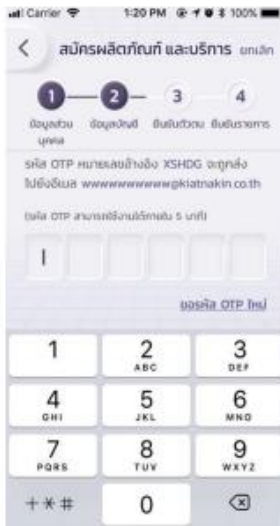 Carrier 1:20 PM 100%
สมัครผลิตภัณฑ์ และบริการ ยกเลิก
1 2 3 4
ข้อมูลส่วนบุคคล ข้อมูลบัญชี ยืนยันตัวตน ยืนยันรายการ
รหัส OTP หมายเลขอ้างอิง XSHDG จะถูกส่ง
ไปยังอีเมล wwwwwwwwwwpkiatnakin.co.th
(รหัส OTP สามารถใช้งานได้ภายใน 5 นาที)
ขอรหัส OTP ใหม่
1 2 3
ABC DEF
4 5 6
GHI JKL MNO
7 8 9
PQRS TUV WXYZ
+*# 0